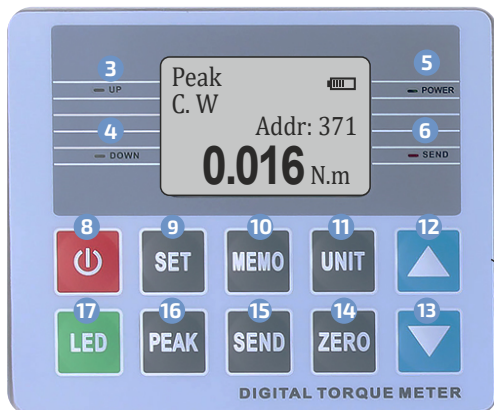 3
5
UP
POWER
Peak
C. W
Addr: 371
0.016 N.m
4
6
DOWN
SEND
8
9
10
11
12
SET
MEMO
UNIT
17
16
15
14
13
LED
PEAK
SEND
ZERO
DIGITAL TORQUE METER